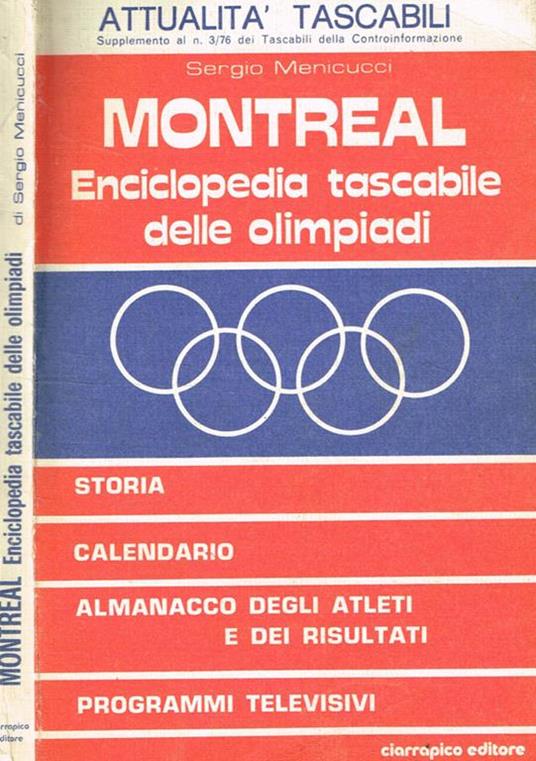 ATTUALITA' TASCABILI
Supplemento al n. 3/76 dei Tascabili della Controinformazione
Sergio Menicucci
MONTREAL
Enciclopedia tascabile
delle olimpiadi
STORIA
CALENDARIO
ALMANACCO DEGLI ATLETI
E DEI RISULTATI
PROGRAMMI TELEVISIVI
ciarrapico editore
MONTREAL Enciclopedia tascabile delle olimpiadi di Sergio Menicucci